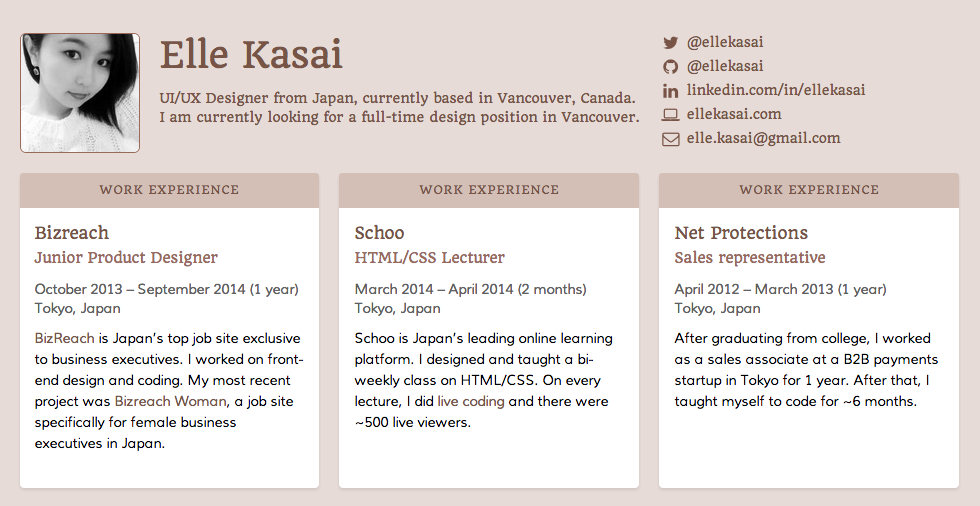 Elle Kasai
UI/UX Designer from Japan, currently based in Vancouver, Canada.
I am currently looking for a full-time design position in Vancouver.
@ellekasai
@ellekasai
linkedin.com/in/ellekasai
ellekasai.com
elle.kasai@gmail.com
WORK EXPERIENCE
Bizreach
Junior Product Designer
October 2013 – September 2014 (1 year)
Tokyo, Japan
BizReach is Japan's top job site exclusive
to business executives. I worked on front-
end design and coding. My most recent
project was Bizreach Woman, a job site
specifically for female business
executives in Japan.
WORK EXPERIENCE
Schoo
HTML/CSS Lecturer
March 2014 – April 2014 (2 months)
Tokyo, Japan
Schoo is Japan's leading online learning
platform. I designed and taught a bi-
weekly class on HTML/CSS. On every
lecture, I did live coding and there were
~500 live viewers.
WORK EXPERIENCE
Net Protections
Sales representative
April 2012 – March 2013 (1 year)
Tokyo, Japan
After graduating from college, I worked
as a sales associate at a B2B payments
startup in Tokyo for 1 year. After that, I
taught myself to code for ~6 months.